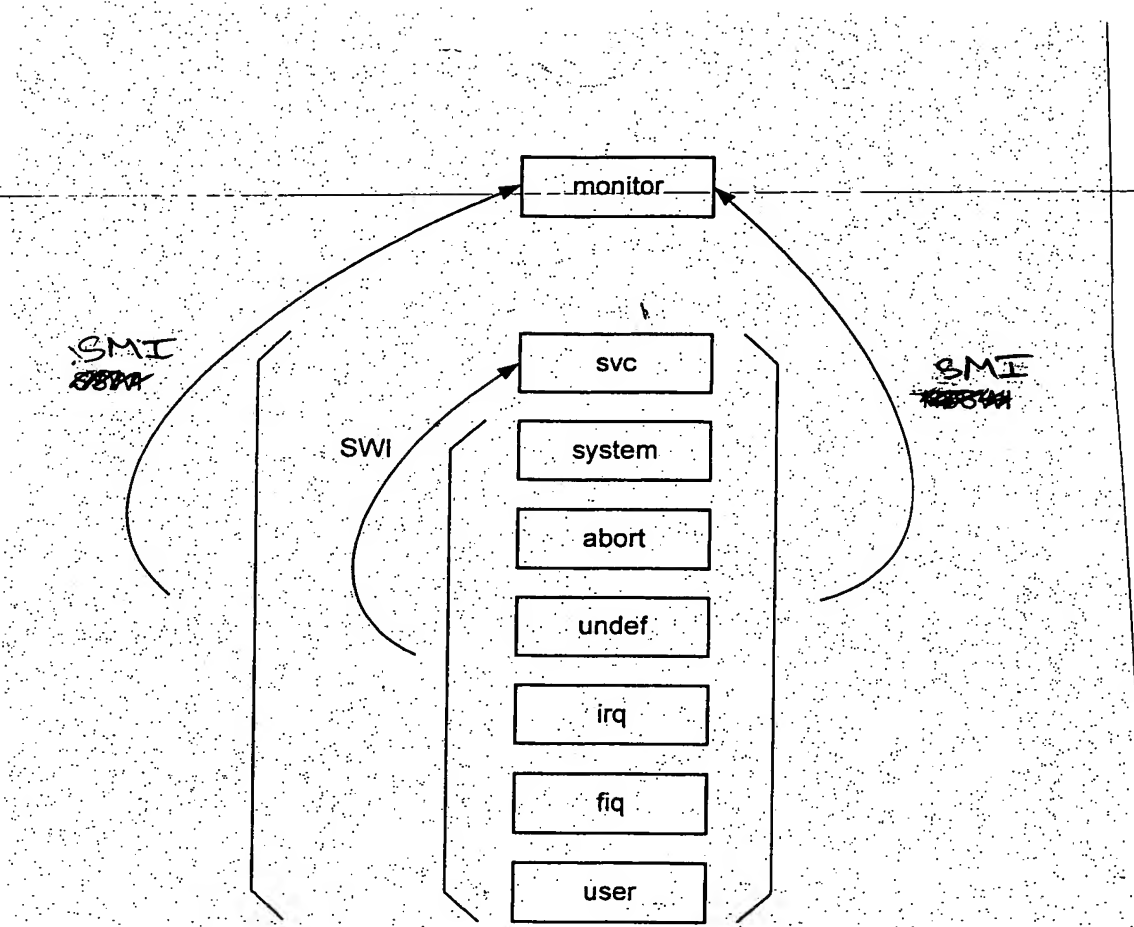 monitor
SMI
svc
SMI
SWI
system
abort
undef
irq
fiq
user